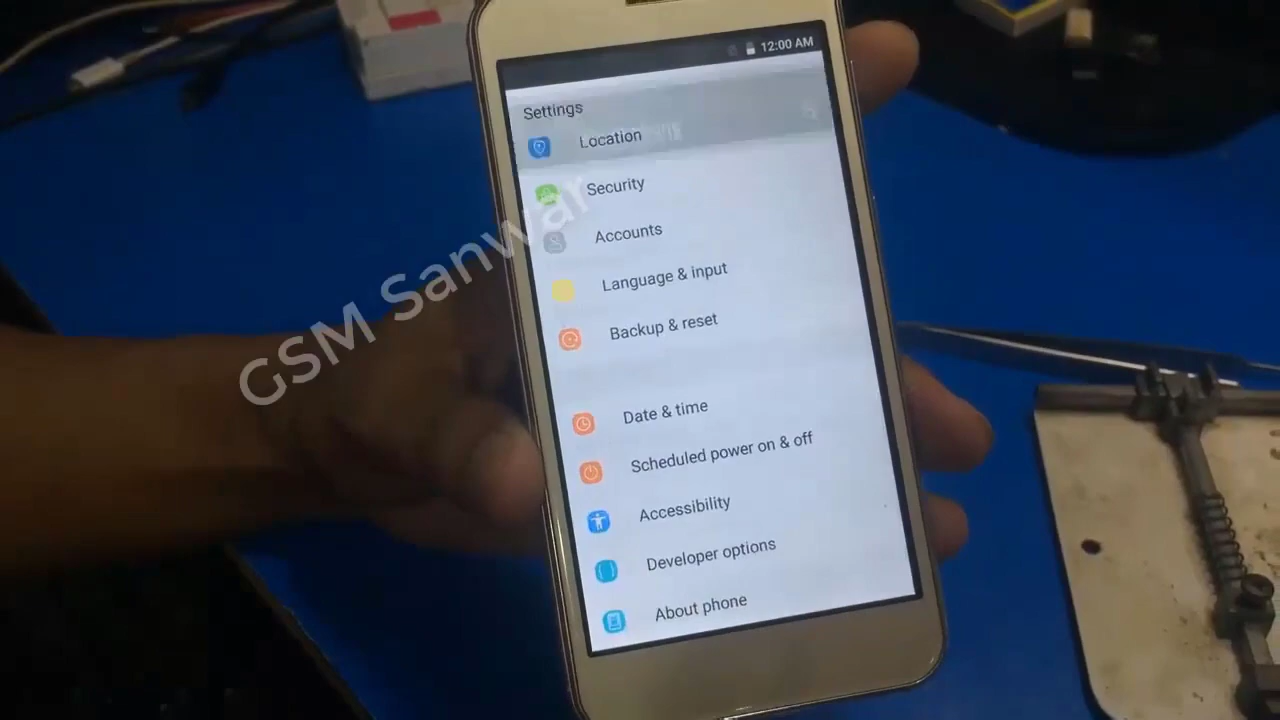 12:00 AM
Settings
Location
Security
Accounts
Language & input
Backup & reset
Date & time
Scheduled power on & off
Accessibility
Developer options
About phone
GSM Sanwar